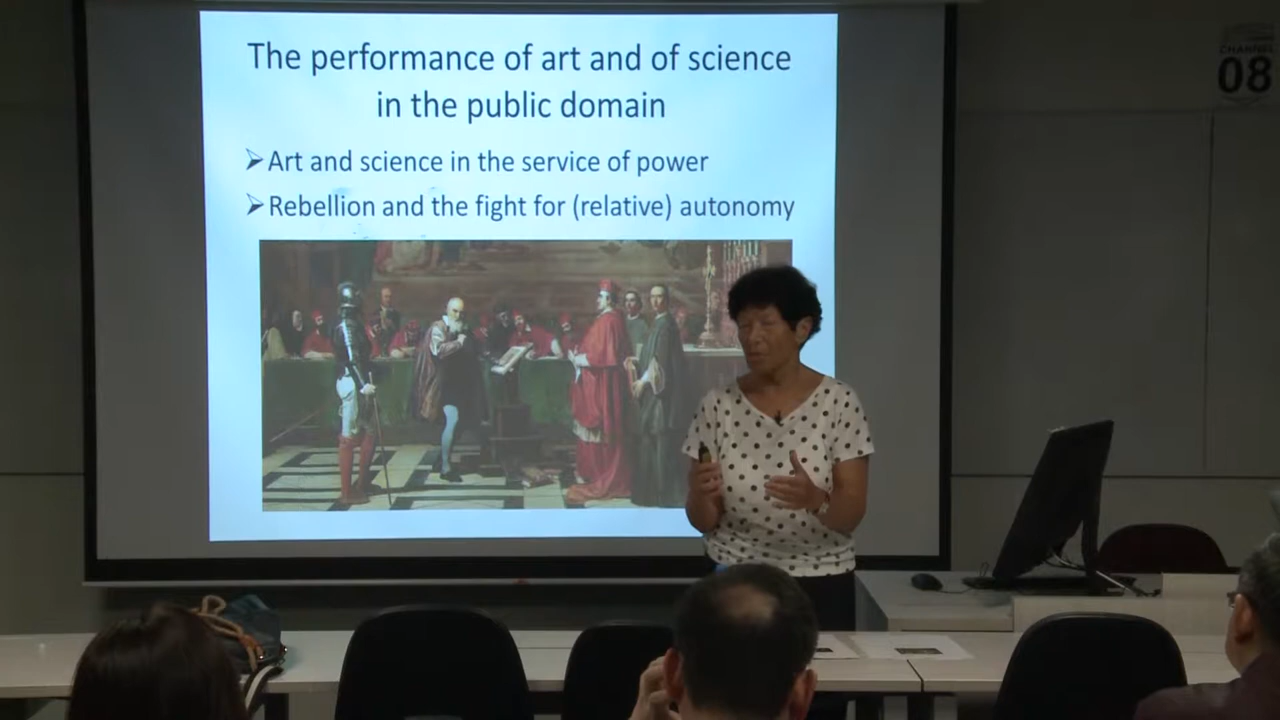 The performance of art and of science
in the public domain
➢Art and science in the service of power
➢Rebellion and the fight for (relative) autonomy
CHANNEL
08